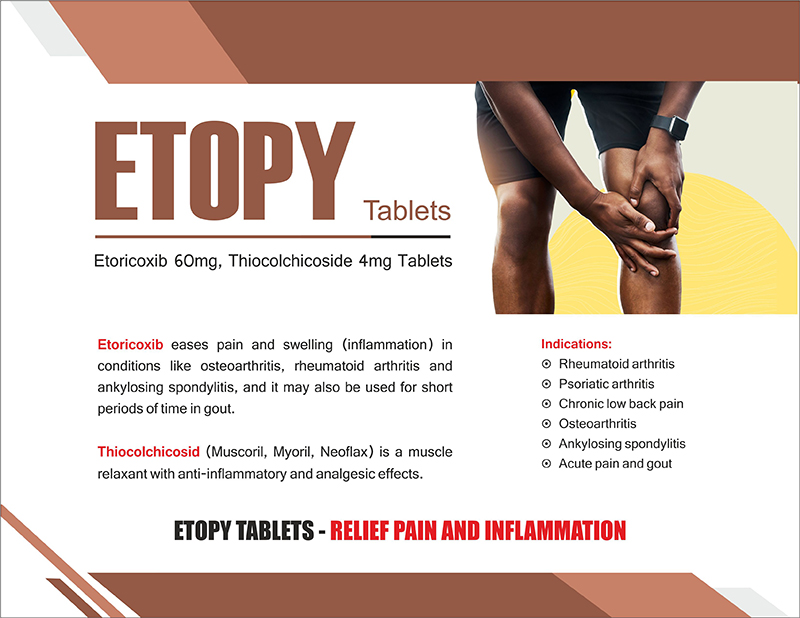 ETOPY
Tablets
Etoricoxib 60mg, Thiocolchicoside 4mg Tablets
Etoricoxib eases pain and swelling (inflammation) in
conditions like osteoarthritis, rheumatoid arthritis and
ankylosing spondylitis, and it may also be used for short
periods of time in gout.
Thiocolchicosid (Muscoril, Myoril, Neoflax) is a muscle
relaxant with anti-inflammatory and analgesic effects.
Indications:
Rheumatoid arthritis
Psoriatic arthritis
Chronic low back pain
Osteoarthritis
Ankylosing spondylitis
Acute pain and gout
ETOPY TABLETS - RELIEF PAIN AND INFLAMMATION